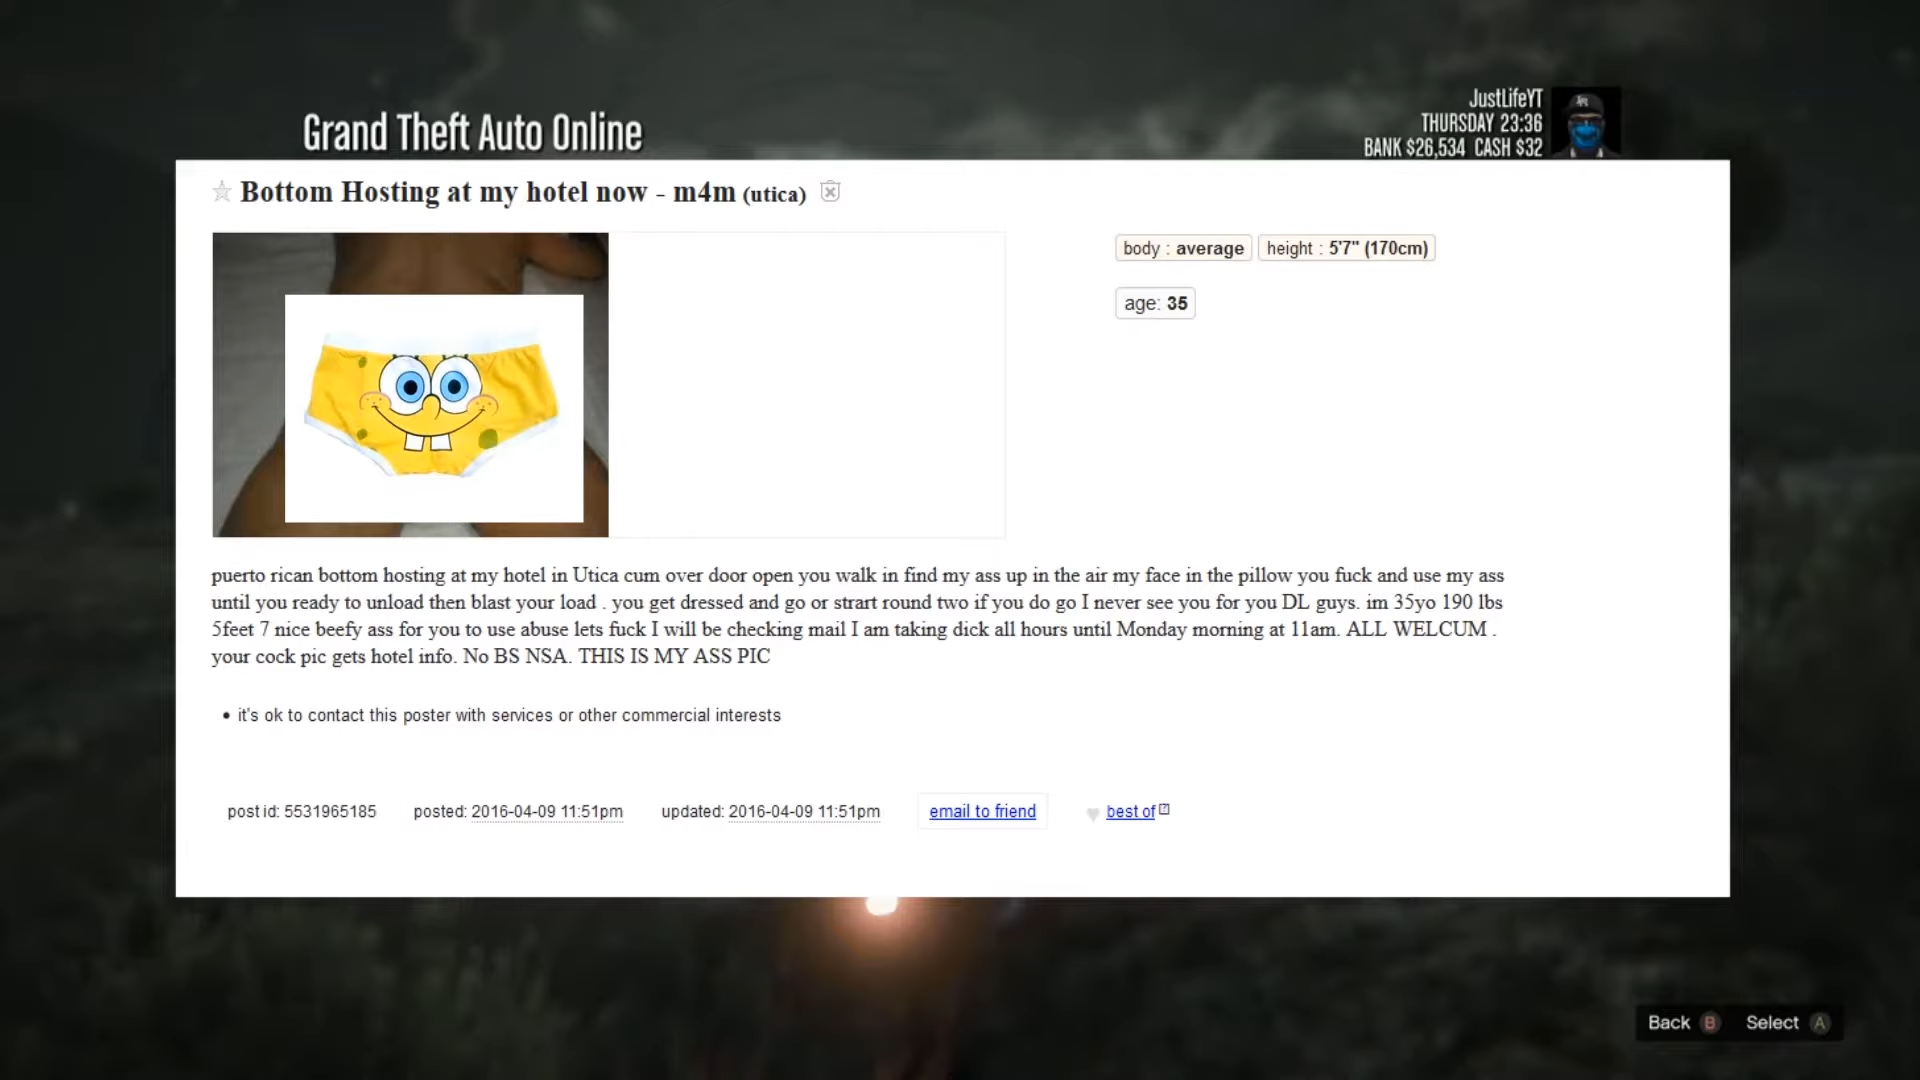 Grand Theft Auto Online
JustLifeYT
THURSDAY 23:36
BANK $26,534 CASH $32
Bottom Hosting at my hotel now - m4m (utica)
body : average height : 5'7" (170cm)
age: 35
puerto rican bottom hosting at my hotel in Utica cum over door open you walk in find my ass up in the air my face in the pillow you fuck and use my ass
until you ready to unload then blast your load . you get dressed and go or strart round two if you do go I never see you for you DL guys. im 35yo 190 lbs
5feet 7 nice beefy ass for you to use abuse lets fuck I will be checking mail I am taking dick all hours until Monday morning at 11am. ALL WELCUM .
your cock pic gets hotel info. No BS NSA. THIS IS MY ASS PIC
• it's ok to contact this poster with services or other commercial interests
post id: 5531965185 posted: 2016-04-09 11:51pm updated: 2016-04-09 11:51pm email to friend best of [?]
Back B Select A